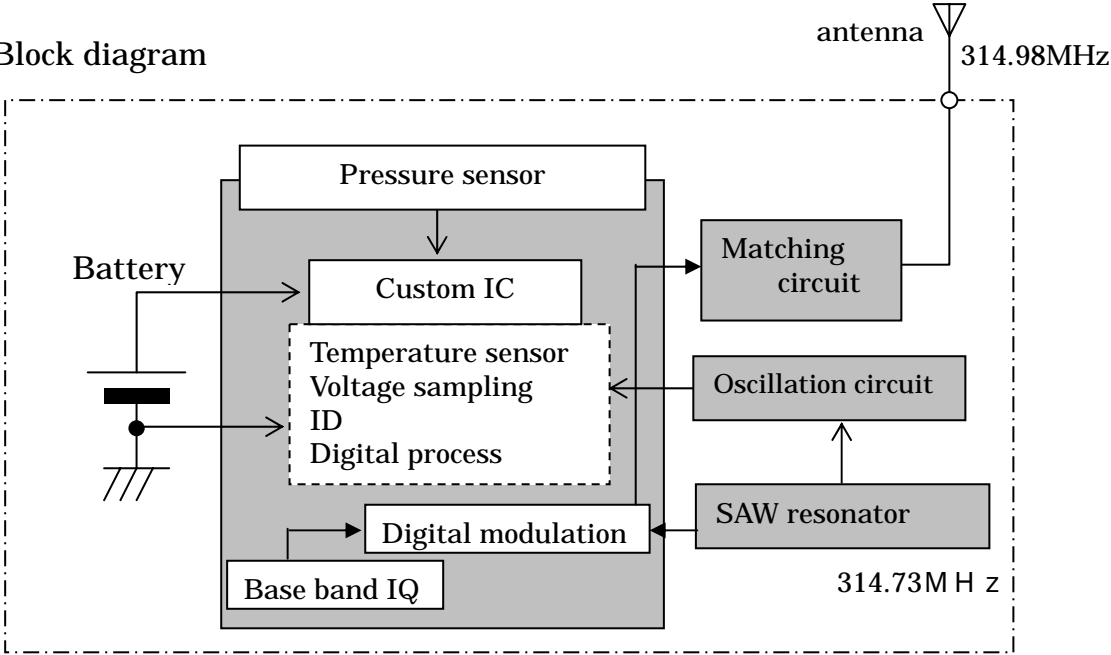 antenna
314.98MHz
Block diagram
Pressure sensor
Battery
Custom IC
Matching
circuit
Temperature sensor
Voltage sampling
ID
Digital process
Oscillation circuit
SAW resonator
Digital modulation
Base band IQ
314.73MHz